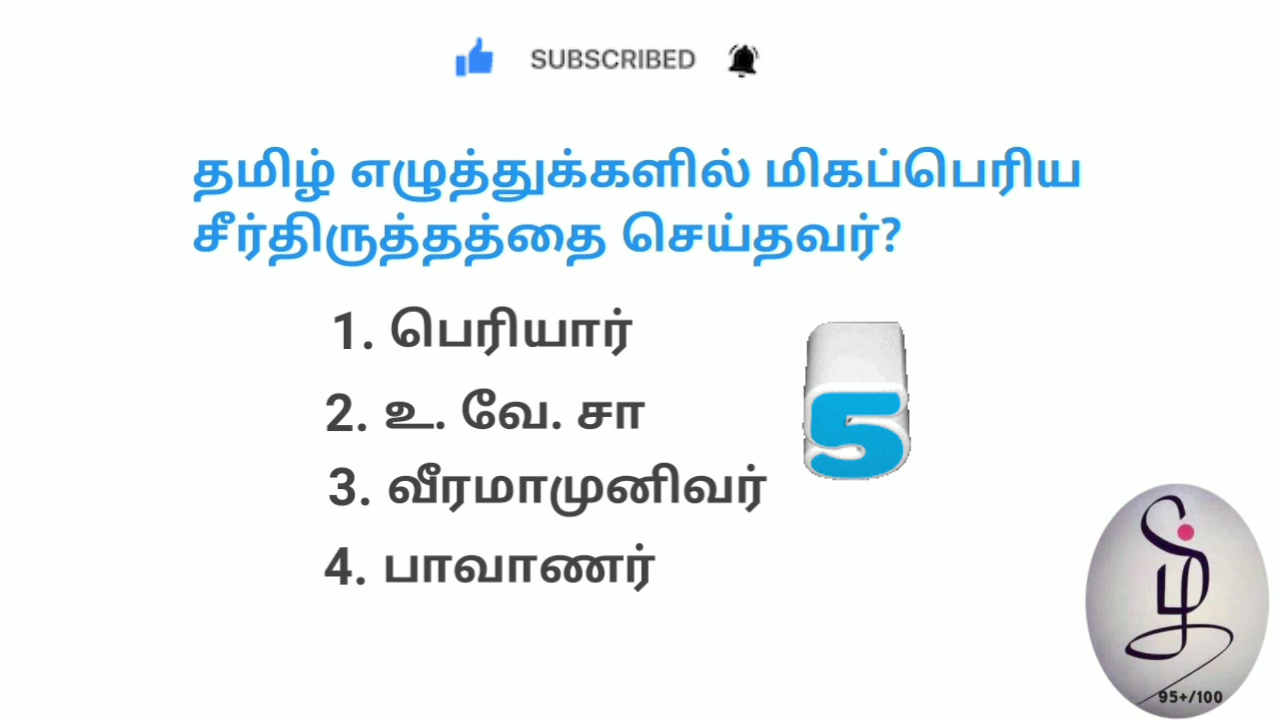 SUBSCRIBED
தமிழ் எழுத்துக்களில் மிகப்பெரிய
சீர்திருத்தத்தை செய்தவர்?
1. பெரியார்
2. உ. வே. சா
5
3. வீரமாமுனிவர்
4. பாவாணர்
95+/100